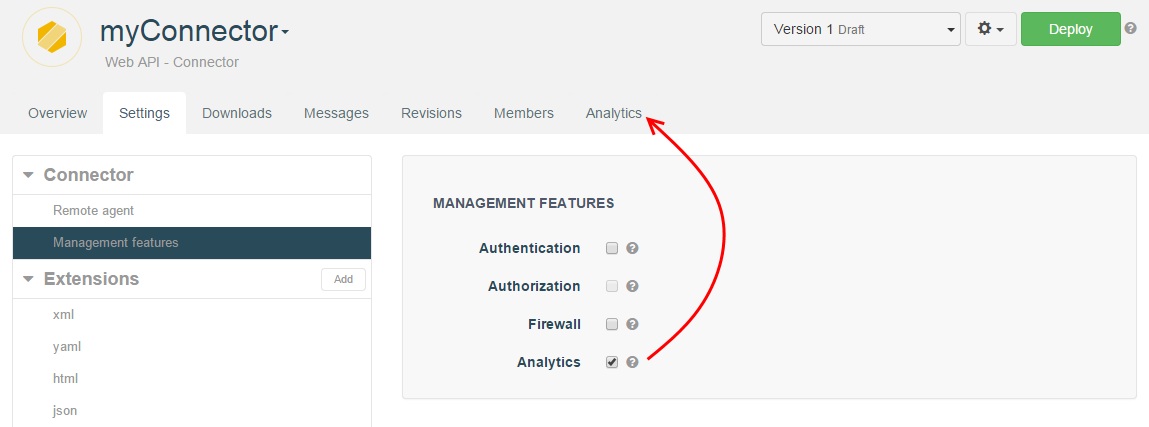 myConnector
Web API - Connector
Version 1 Draft
Deploy
?
Overview Settings Downloads Messages Revisions Members Analytics
Connector
Remote agent
Management features
Extensions
Add
xml
yaml
html
json
MANAGEMENT FEATURES
Authentication ?
Authorization ?
Firewall ?
Analytics ?